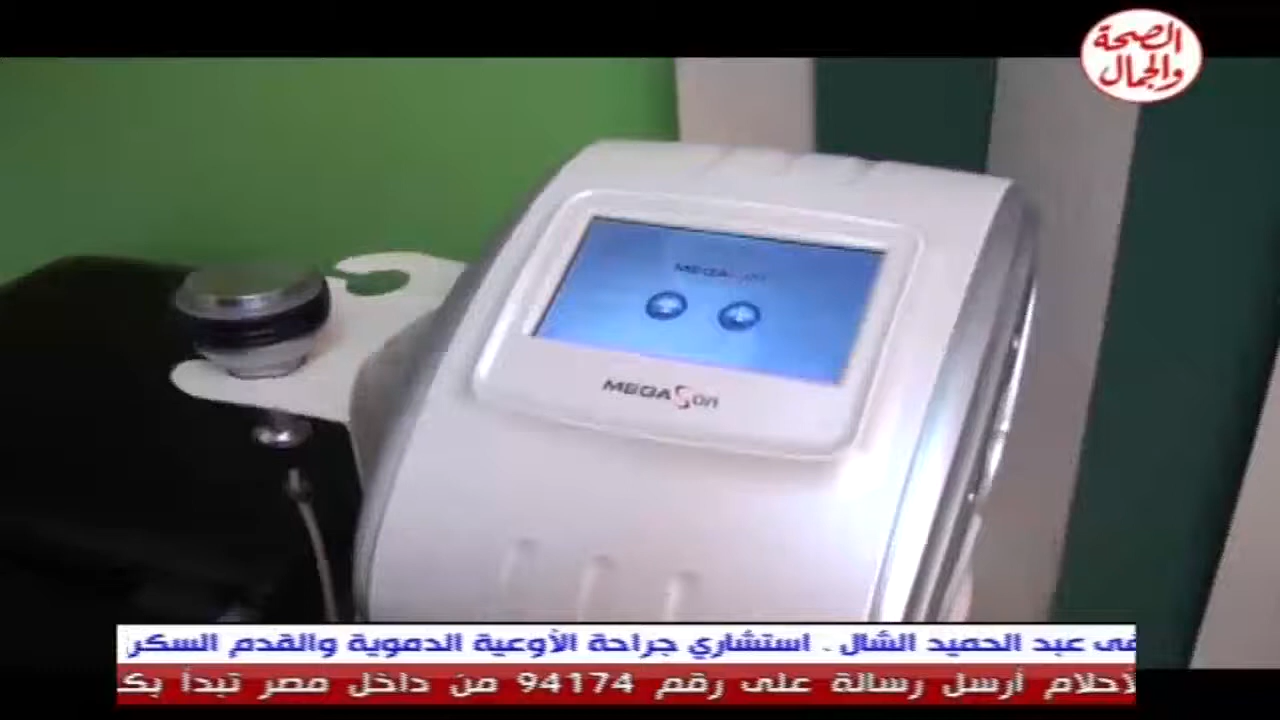 الصحة
والجمال
MEGASON
MEGASON
فى عبد الحميد الشال . استشاري جراحة الأوعية الدموية والقدم السكر
لأحلام أرسل رسالة على رقم 94174 من داخل مصر تبدأ بك